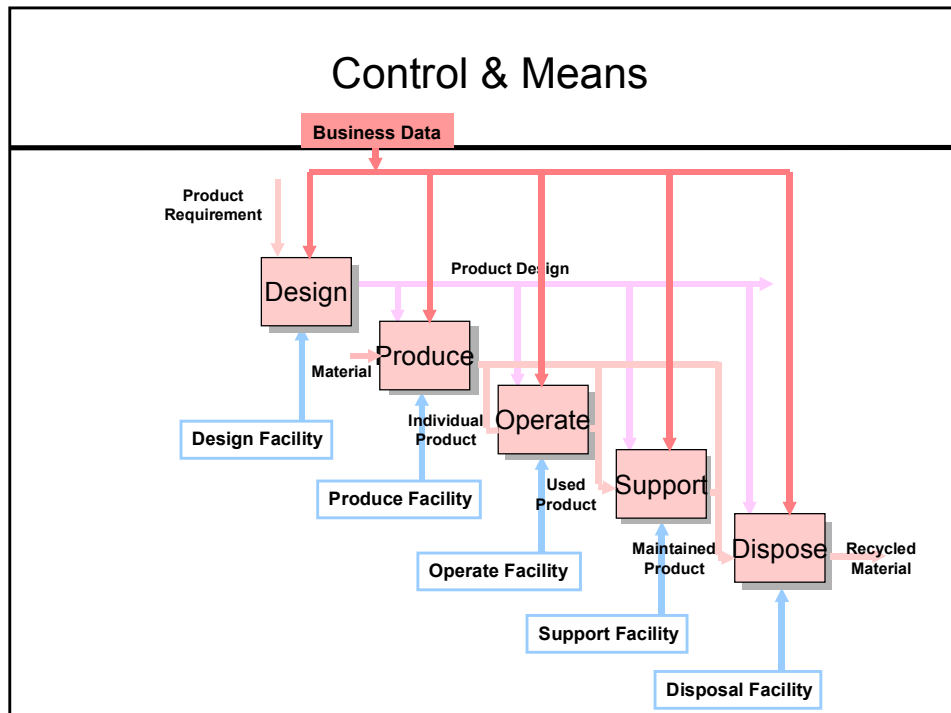 Control & Means
Business Data
Product
Requirement
Product Design
Design
Material
Produce
Design Facility
Individual
Product
Operate
Produce Facility
Used
Product
Support
Operate Facility
Maintained
Product
Dispose
Recycled
Material
Support Facility
Disposal Facility